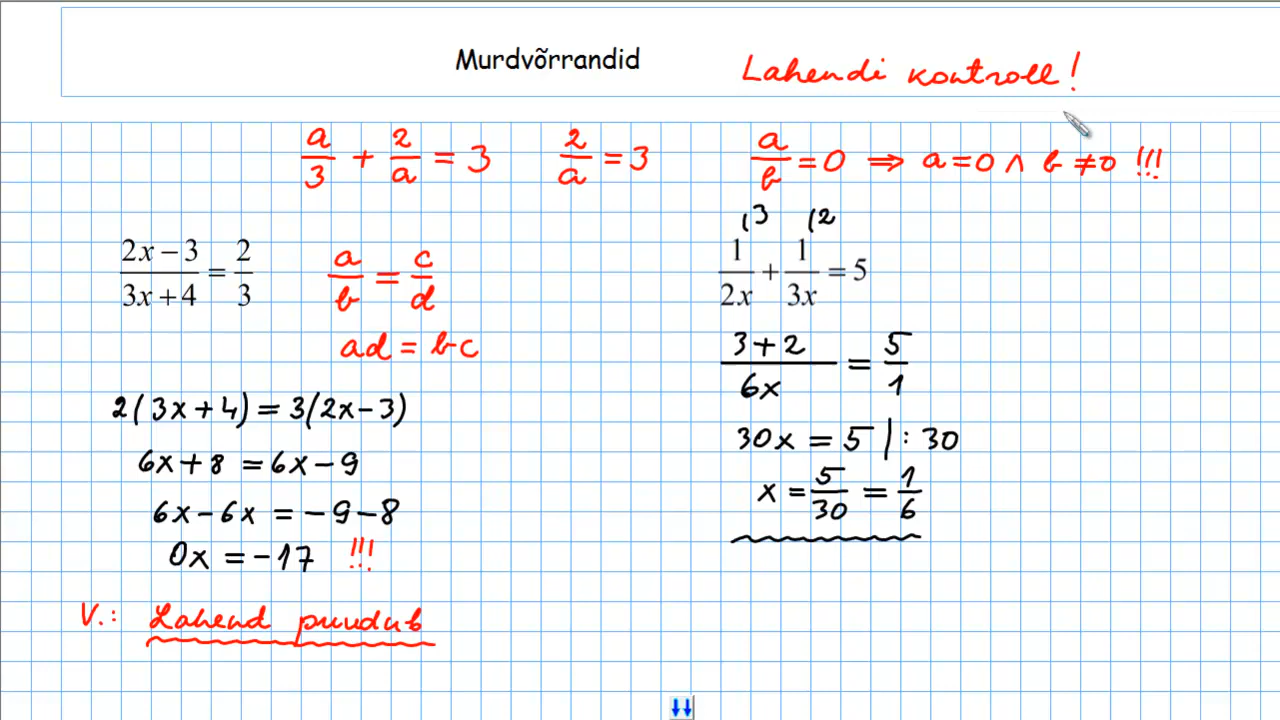 Murdvõrrandid
Lahendi kontroll!
a/3 + 2/a = 3
2/a = 3
a/b = 0 ⇒ a = 0 ∧ b ≠ 0 !!!
(2x − 3)/(3x + 4) = 2/3
a/b = c/d
ad = bc
2(3x + 4) = 3(2x − 3)
6x + 8 = 6x − 9
6x − 6x = −9 − 8
0x = −17 !!!
V.: Lahend puudub
(3 (2
1/2x + 1/3x = 5
(3 + 2)/6x = 5/1
30x = 5 | : 30
x = 5/30 = 1/6